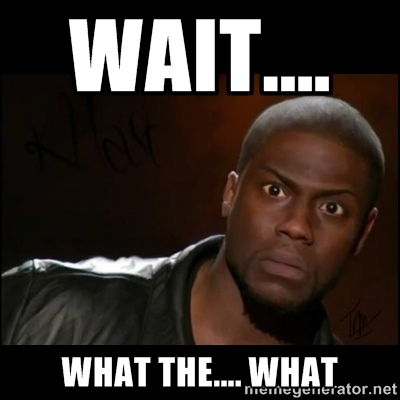 WAIT....
WHAT THE.... WHAT
memegenerator.net